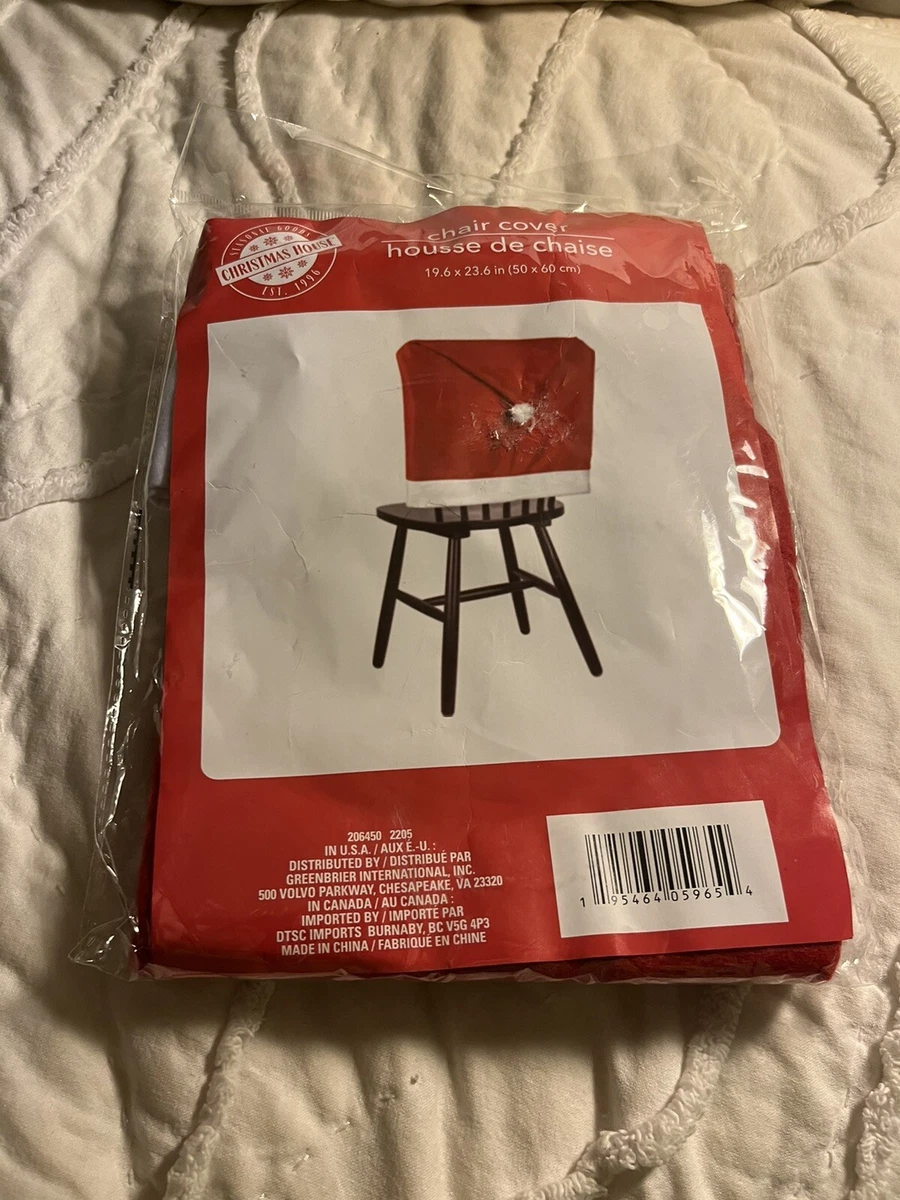 SEASONAL GOODS
CHRISTMAS HOUSE
EST. 1996
chair cover
housse de chaise
19.6 x 23.6 in (50 x 60 cm)
206450 2205
IN U.S.A. / AUX É.-U. :
DISTRIBUTED BY / DISTRIBUÉ PAR
GREENBRIER INTERNATIONAL, INC.
500 VOLVO PARKWAY, CHESAPEAKE, VA 23320
IN CANADA / AU CANADA :
IMPORTED BY / IMPORTÉ PAR
DTSC IMPORTS BURNABY, BC V5G 4P3
MADE IN CHINA / FABRIQUÉ EN CHINE
1 95464 05965 4